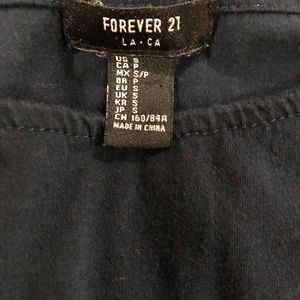 FOREVER 21
LA · CA
US S
CA P
MX S/P
BR P
EU S
UK S
KR S
JP S
CN 160/84A
MADE IN CHINA